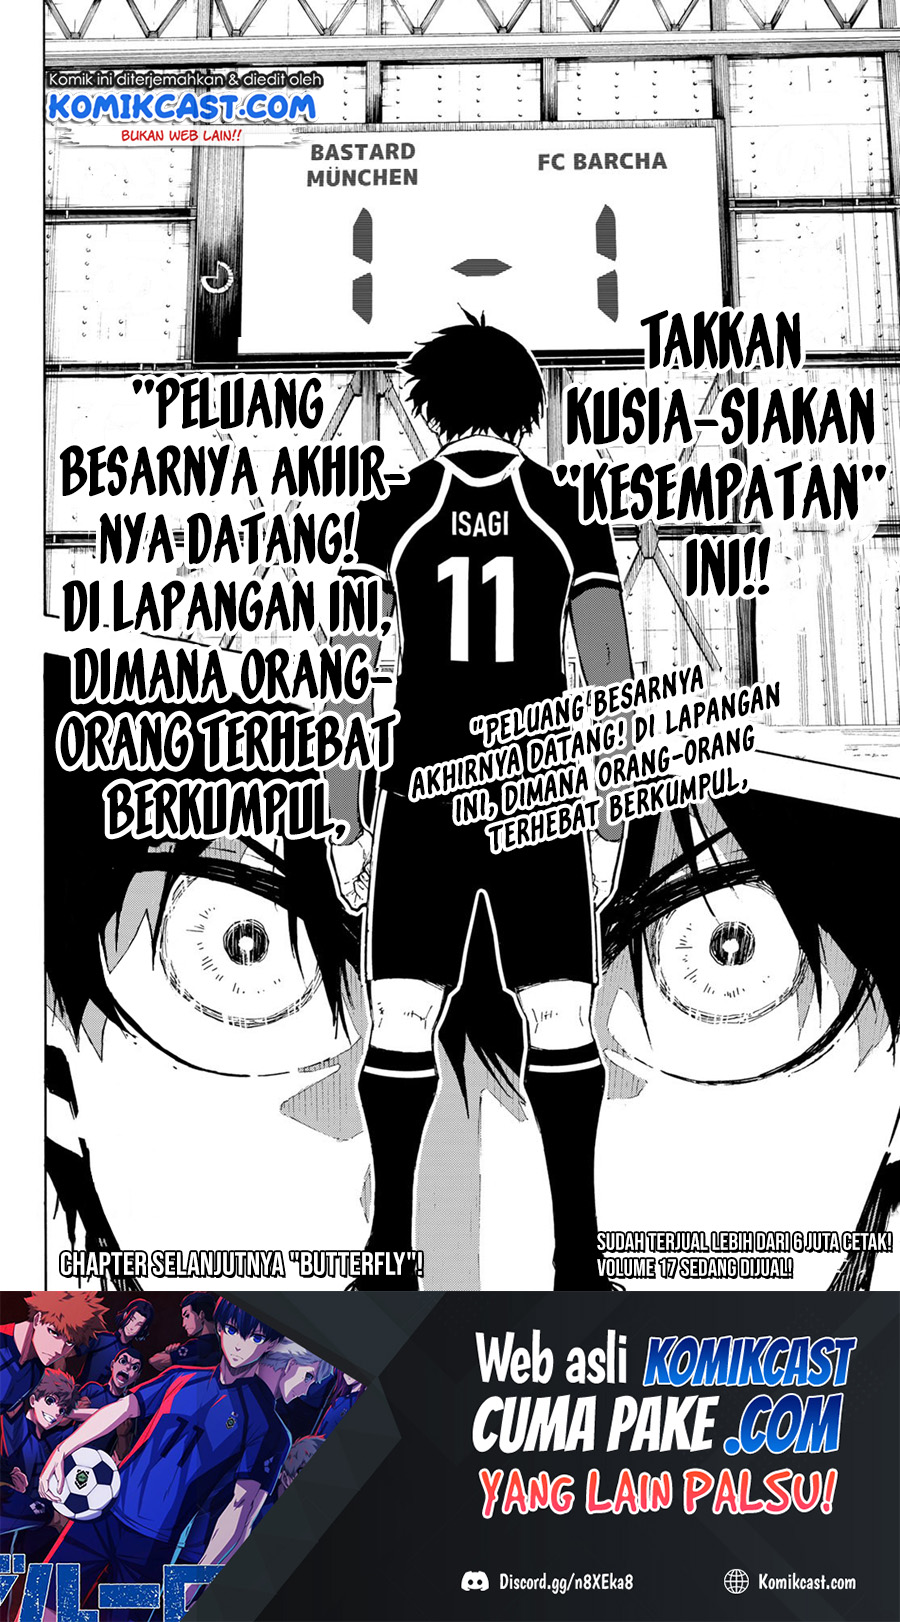 Komik ini diterjemahkan & diedit oleh
KOMIKCAST.COM
BUKAN WEB LAIN!!
BASTARD
MÜNCHEN
FC BARCHA
1 - 1
TAKKAN
KUSIA-SIAKAN
"KESEMPATAN"
INI!!
"PELUANG
BESARNYA AKHIR-
NYA DATANG!
DI LAPANGAN INI,
DIMANA ORANG-
ORANG TERHEBAT
BERKUMPUL,
ISAGI
11
"PELUANG BESARNYA
AKHIRNYA DATANG! DI LAPANGAN
INI, DIMANA ORANG-ORANG
TERHEBAT BERKUMPUL,
CHAPTER SELANJUTNYA "BUTTERFLY"!
SUDAH TERJUAL LEBIH DARI 6 JUTA CETAK!
VOLUME 17 SEDANG DIJUAL!
Web asli KOMIKCAST
CUMA PAKE .COM
YANG LAIN PALSU!
Discord.gg/n8XEka8
Komikcast.com